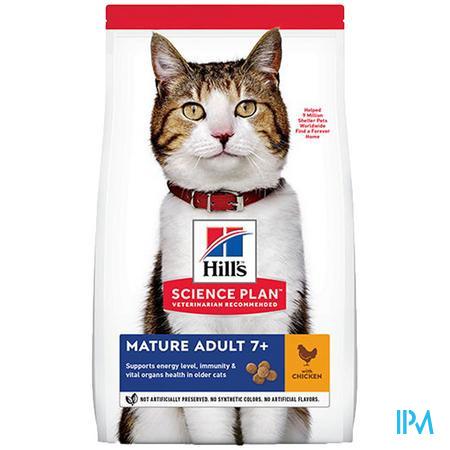 Helped
9 Million
Shelter Pets
Worldwide
Find a Forever
Home
Hill's
SCIENCE PLAN™
VETERINARIAN RECOMMENDED
MATURE ADULT 7+
Supports energy level, immunity &
vital organs health in older cats
with
CHICKEN
NOT ARTIFICIALLY PRESERVED. NO SYNTHETIC COLORS. NO ARTIFICIAL FLAVORS.
IPM